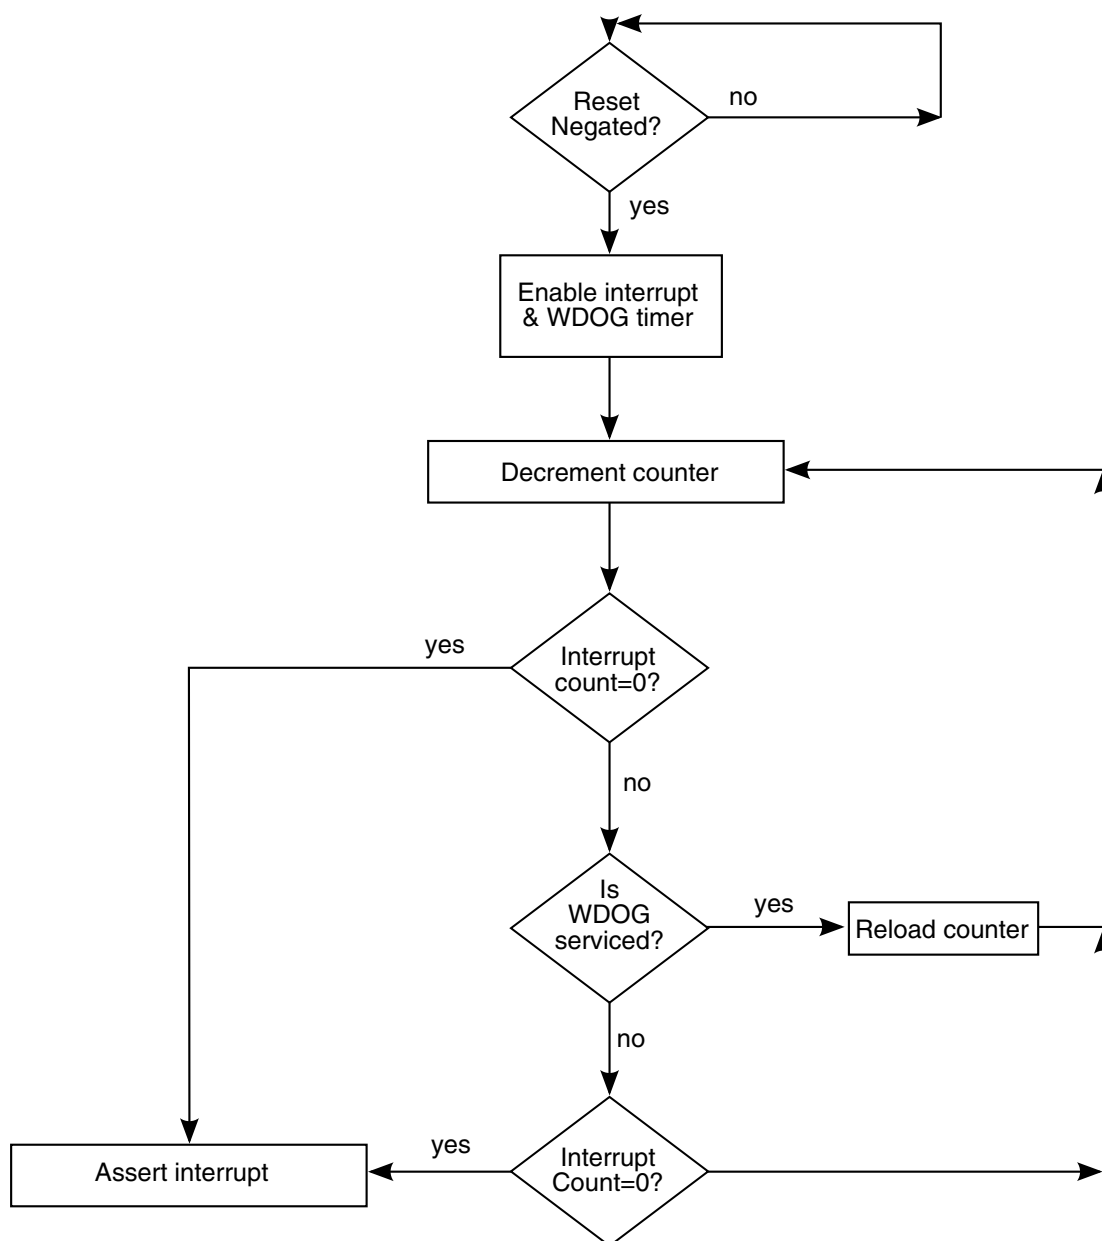 Reset
Negated?
no
yes
Enable interrupt
& WDOG timer
Decrement counter
yes
Interrupt
count=0?
no
Is
WDOG
serviced?
yes
Reload counter
no
yes
Interrupt
Count=0?
Assert interrupt